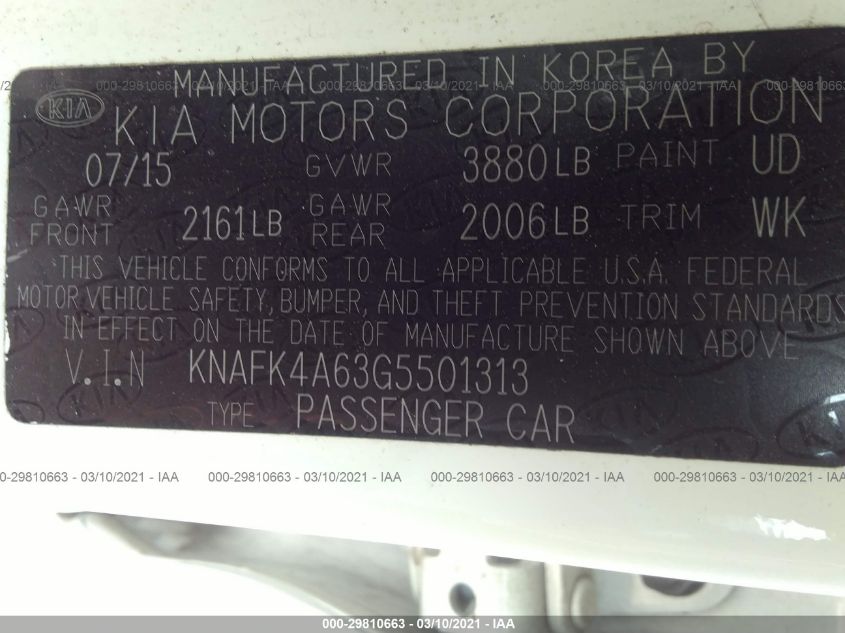 MANUFACTURED IN KOREA BY
KIA
KIA MOTORS CORPORATION
07/15 GVWR 3880LB PAINT UD
GAWR FRONT 2161LB GAWR REAR 2006LB TRIM WK
THIS VEHICLE CONFORMS TO ALL APPLICABLE U.S.A. FEDERAL
MOTOR VEHICLE SAFETY, BUMPER, AND THEFT PREVENTION STANDARDS
IN EFFECT ON THE DATE OF MANUFACTURE SHOWN ABOVE
V.I.N KNAFK4A63G5501313
TYPE PASSENGER CAR
000-29810663 - 03/10/2021 - IAA